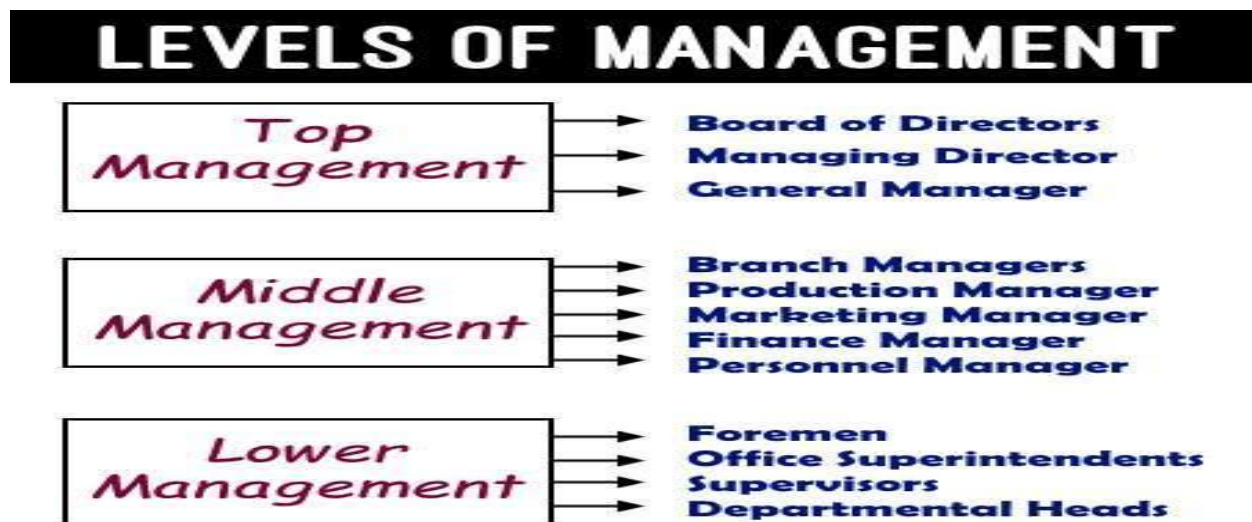 LEVELS OF MANAGEMENT
Top
Management
Board of Directors
Managing Director
General Manager
Middle
Management
Branch Managers
Production Manager
Marketing Manager
Finance Manager
Personnel Manager
Lower
Management
Foremen
Office Superintendents
Supervisors
Departmental Heads